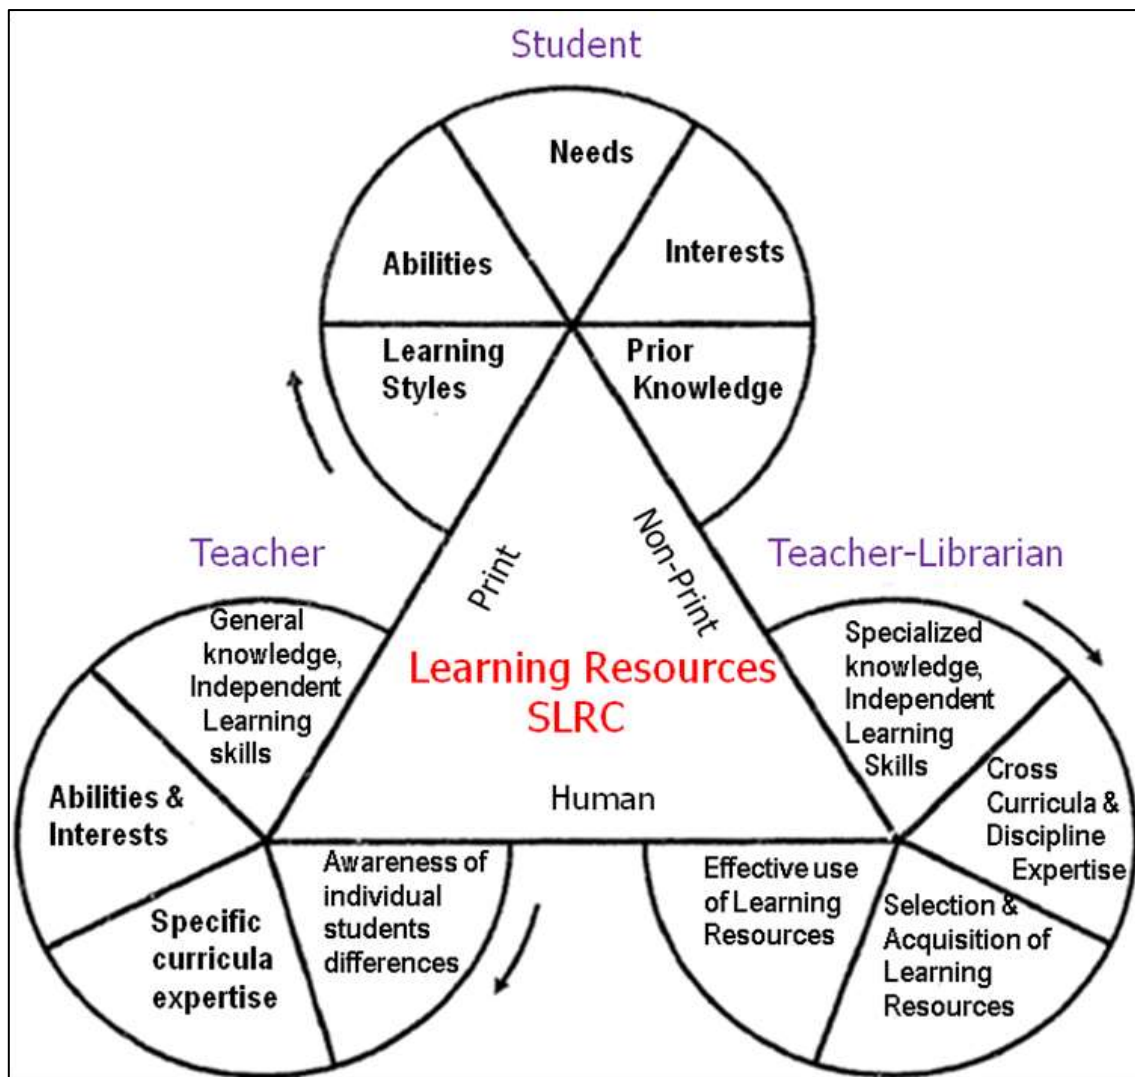 Student
Needs
Abilities
Interests
Learning
Styles
Prior
Knowledge
Print
Non-Print
Teacher
Teacher-Librarian
General
knowledge,
Independent
Learning
skills
Abilities &
Interests
Specific
curricula
expertise
Awareness of
individual
students
differences
Learning Resources
SLRC
Human
Specialized
knowledge,
Independent
Learning
Skills
Cross
Curricula &
Discipline
Expertise
Selection &
Acquisition of
Learning
Resources
Effective use
of Learning
Resources